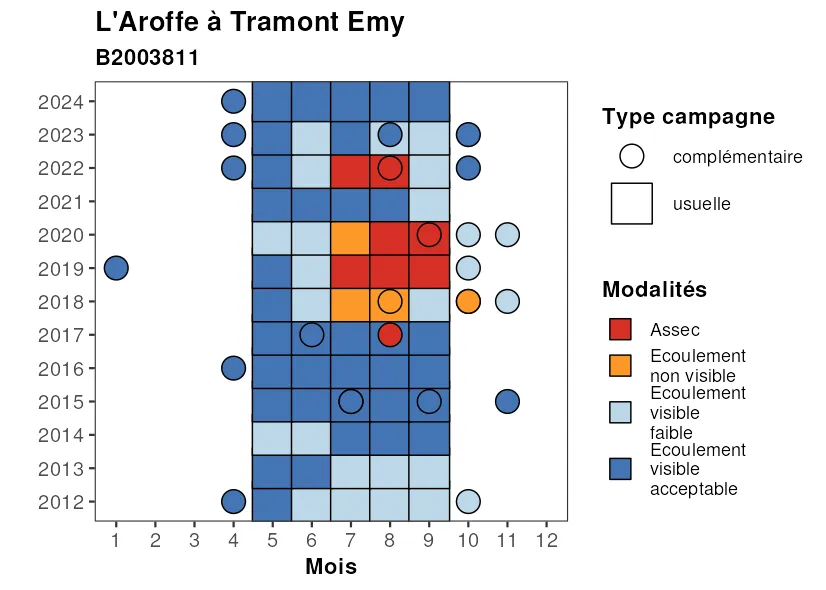 L'Aroffe à Tramont Emy
B2003811
2024
2023
2022
2021
2020
2019
2018
2017
2016
2015
2014
2013
2012
1 2 3 4 5 6 7 8 9 10 11 12
Mois
Type campagne
complémentaire
usuelle
Modalités
Assec
Ecoulement
non visible
Ecoulement
visible
faible
Ecoulement
visible
acceptable